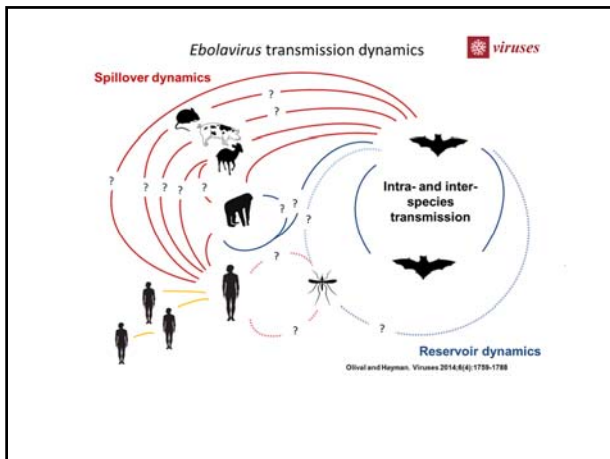 Ebolavirus transmission dynamics
viruses
Spillover dynamics
?
?
?
?
?
?
?
?
?
?
Intra- and inter-
species
transmission
?
?
?
?
Reservoir dynamics
Olival and Hayman. Viruses 2014;6(4):1759-1788